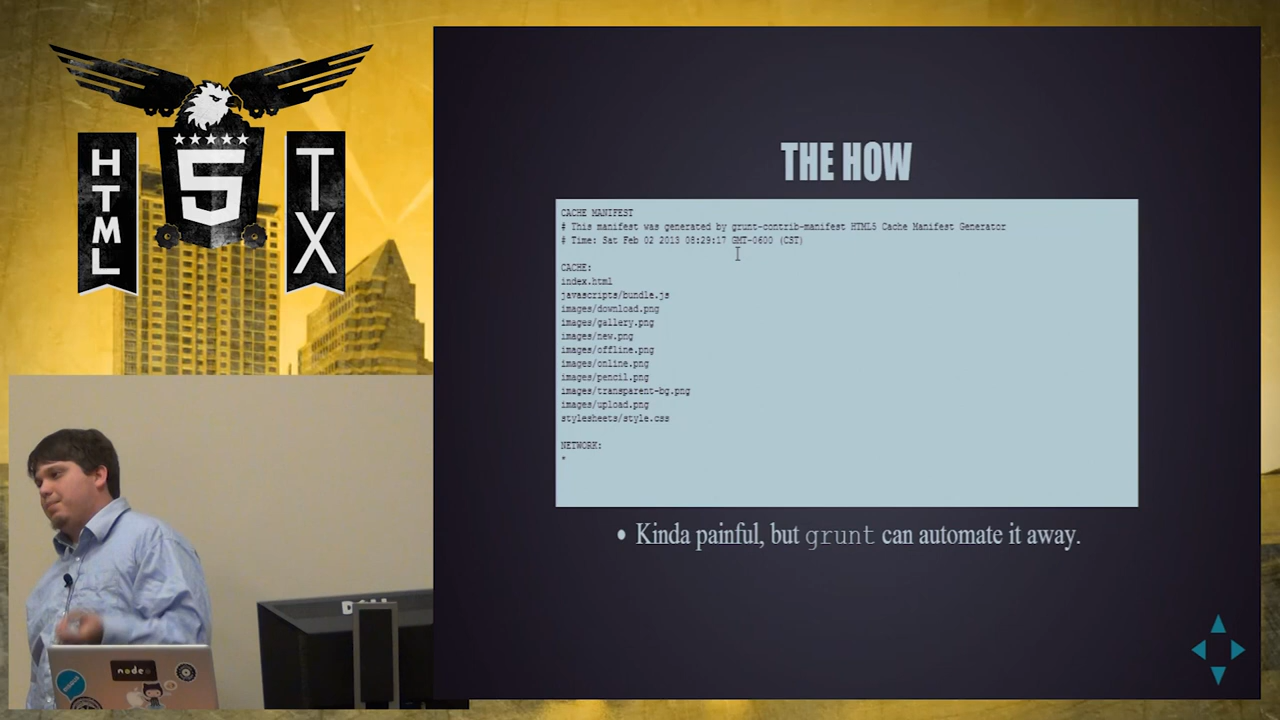 HTML
5
TX
THE HOW
CACHE MANIFEST
# This manifest was generated by grunt-contrib-manifest HTML5 Cache Manifest Generator
# Time: Sat Feb 02 2013 08:29:17 GMT-0600 (CST)
CACHE:
index.html
javascripts/bundle.js
images/download.png
images/gallery.png
images/new.png
images/offline.png
images/online.png
images/pencil.png
images/transparent-bg.png
images/upload.png
stylesheets/style.css
NETWORK:
*
• Kinda painful, but grunt can automate it away.
DELL
node